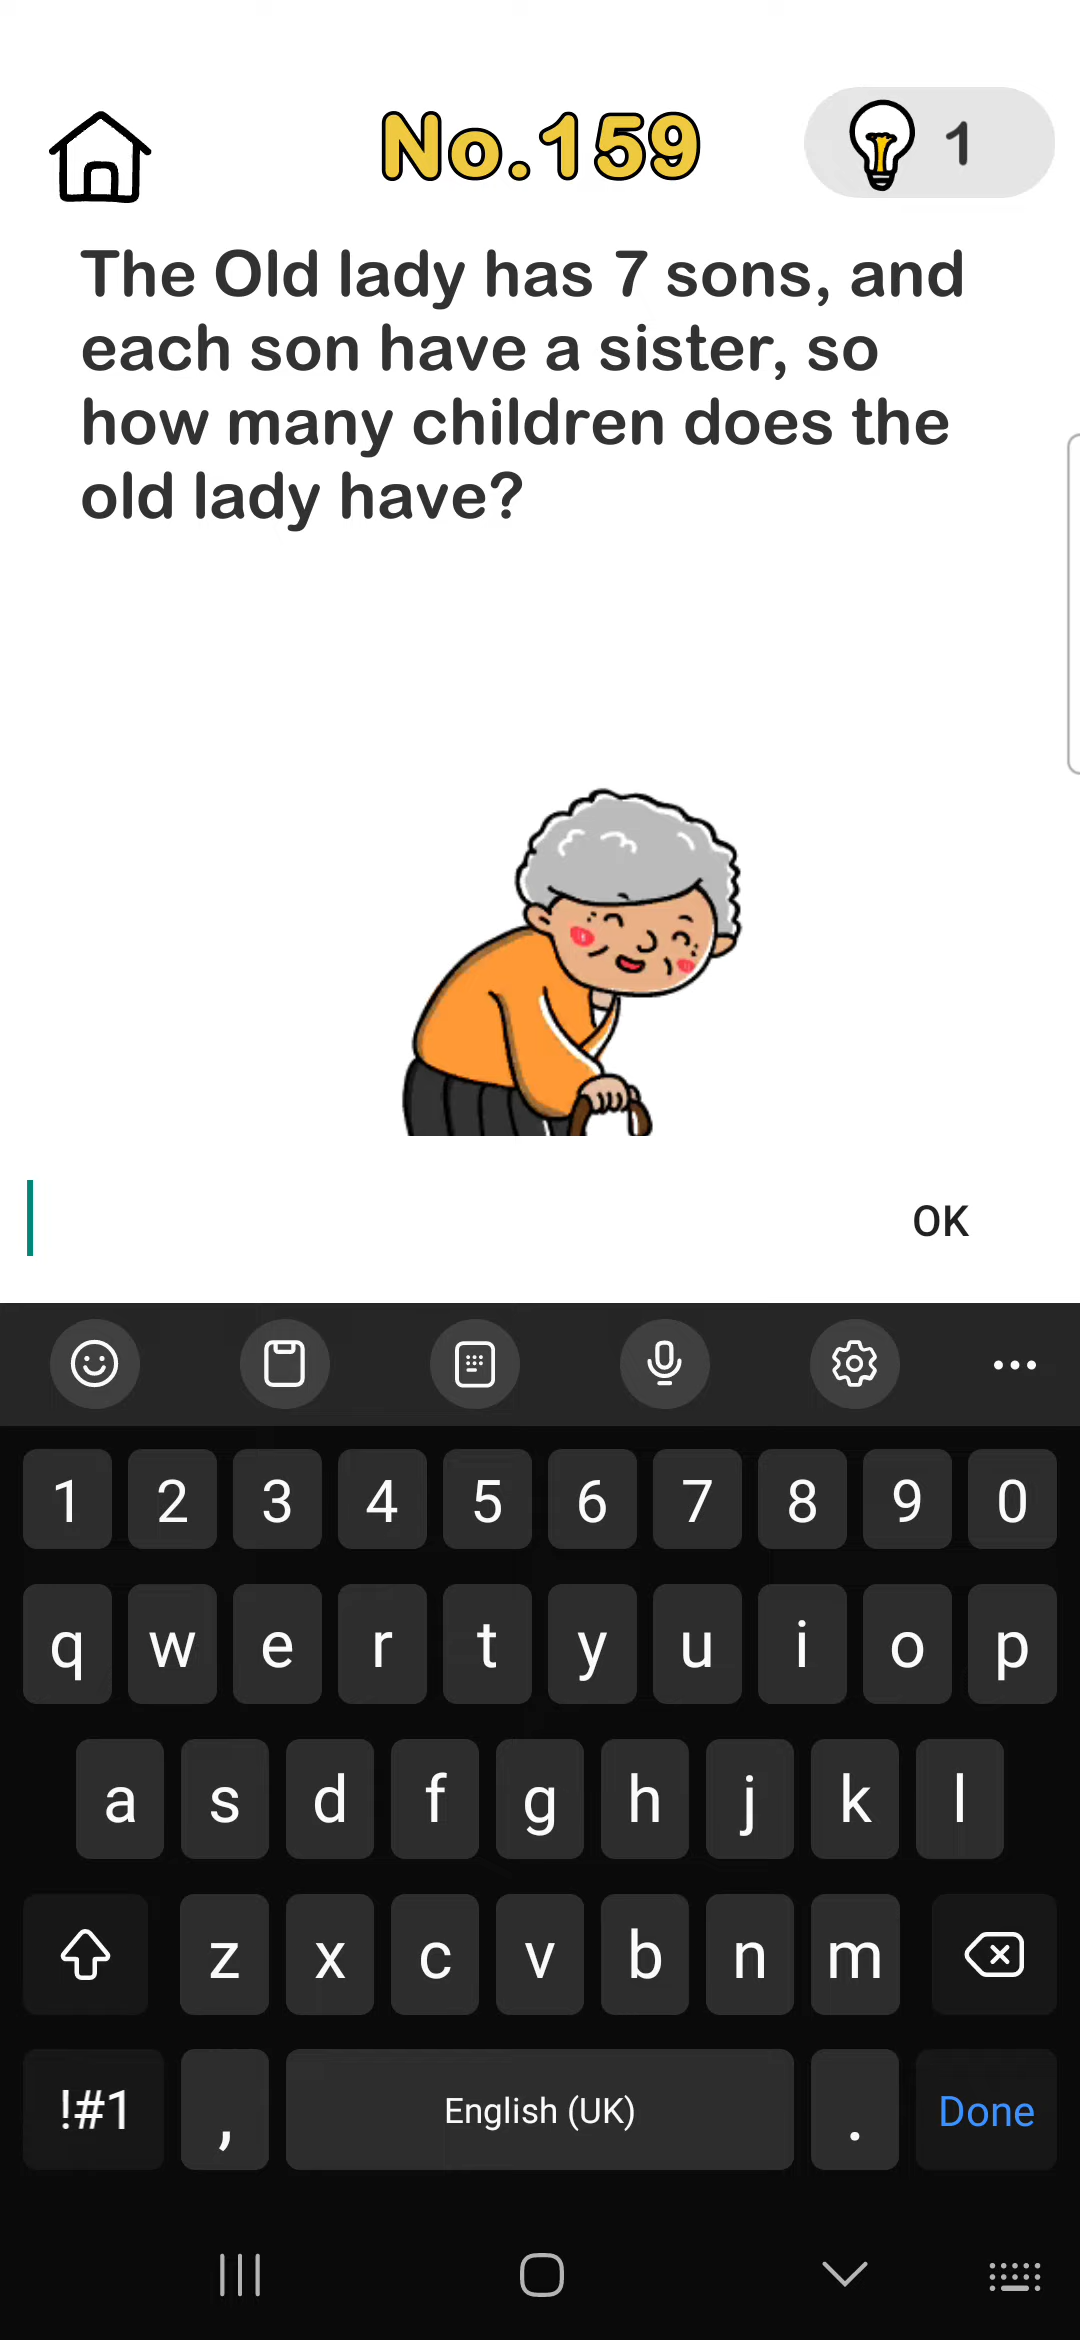 No.159
1
The Old lady has 7 sons, and
each son have a sister, so
how many children does the
old lady have?
OK
1 2 3 4 5 6 7 8 9 0
q w e r t y u i o p
a s d f g h j k l
z x c v b n m
!#1 , English (UK) . Done